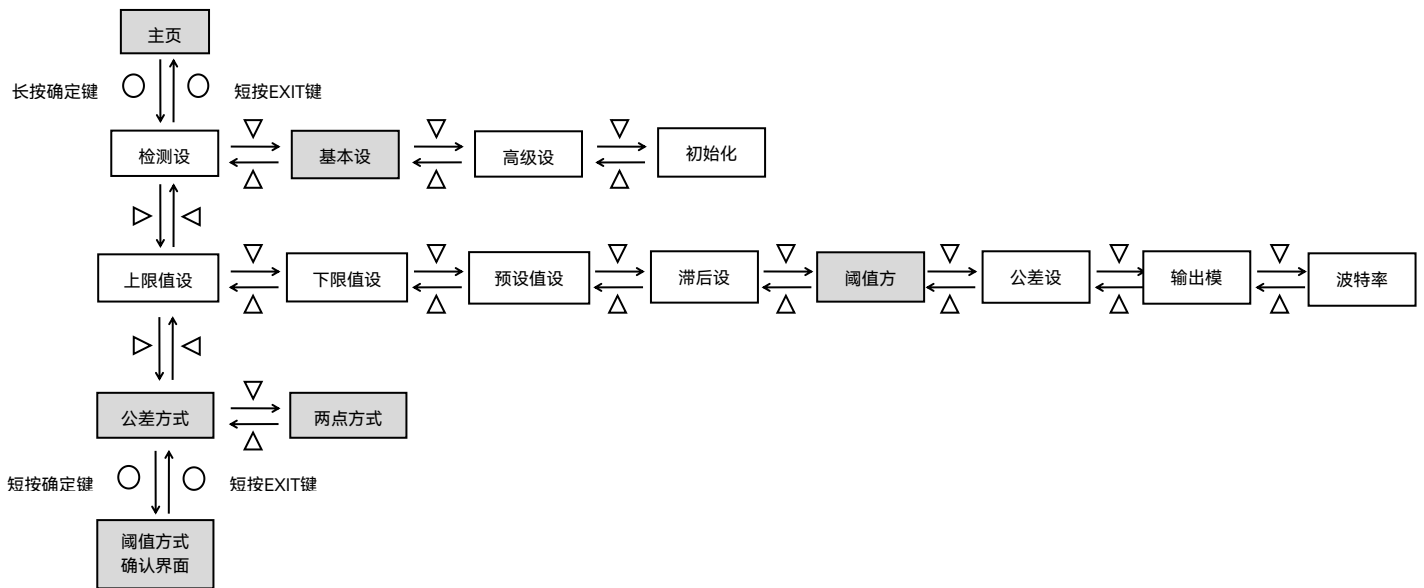 主页
长按确定键
短按EXIT键
检测设
基本设
高级设
初始化
上限值设
下限值设
预设值设
滞后设
阈值方
公差设
输出模
波特率
公差方式
两点方式
短按确定键
短按EXIT键
阈值方式
确认界面